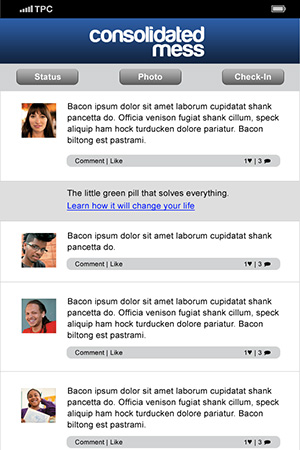 TPC
consolidated
mess
Status Photo Check-In
Bacon ipsum dolor sit amet laborum cupidatat shank
pancetta do. Officia venison fugiat shank cillum, speck
aliquip ham hock turducken dolore pariatur. Bacon
biltong est pastrami.
Comment | Like 1♥ | 3
The little green pill that solves everything.
Learn how it will change your life
Bacon ipsum dolor sit amet laborum cupidatat shank
pancetta do.
Comment | Like 1♥ | 3
Bacon ipsum dolor sit amet laborum cupidatat shank
pancetta do. Officia venison fugiat shank cillum, speck
aliquip ham hock turducken dolore pariatur. Bacon
biltong est pastrami.
Comment | Like 1♥ | 3
Bacon ipsum dolor sit amet laborum cupidatat shank
pancetta do. Officia venison fugiat shank cillum, speck
aliquip ham hock turducken dolore pariatur. Bacon
biltong est pastrami.
Comment | Like 1♥ | 3